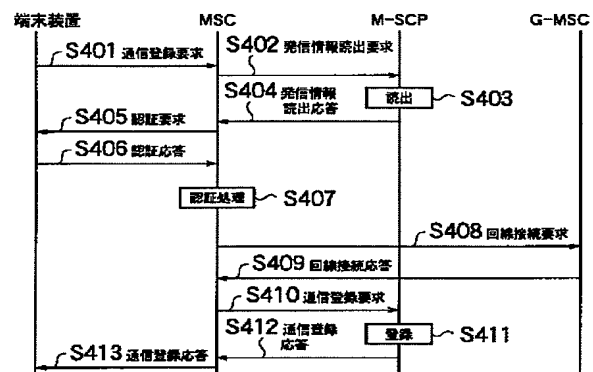 端末装置 MSC M-SCP G-MSC
S401 通信登録要求
S402 発信情報読出要求
読出 S403
S404 発信情報
読出応答
S405 認証要求
S406 認証応答
認証処理 S407
S408 回線接続要求
S409 回線接続応答
S410 通信登録要求
登録 S411
S412 通信登録
応答
S413 通信登録応答